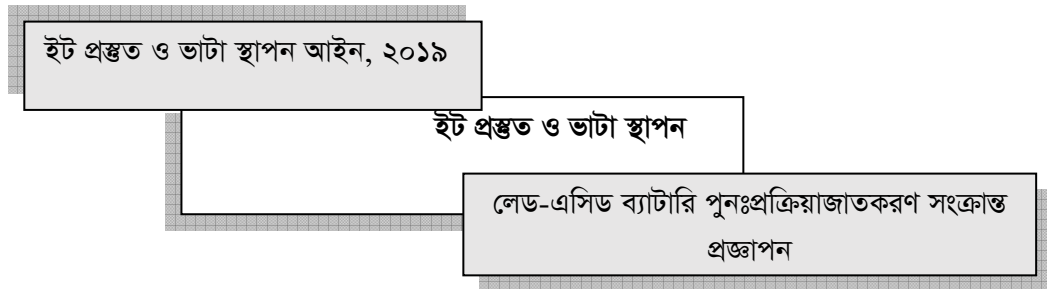 ইট প্রস্তুত ও ভাটা স্থাপন আইন, ২০১৯
ইট প্রস্তুত ও ভাটা স্থাপন
লেড-এসিড ব্যাটারি পুনঃপ্রক্রিয়াজাতকরণ সংক্রান্ত
প্রজ্ঞাপন